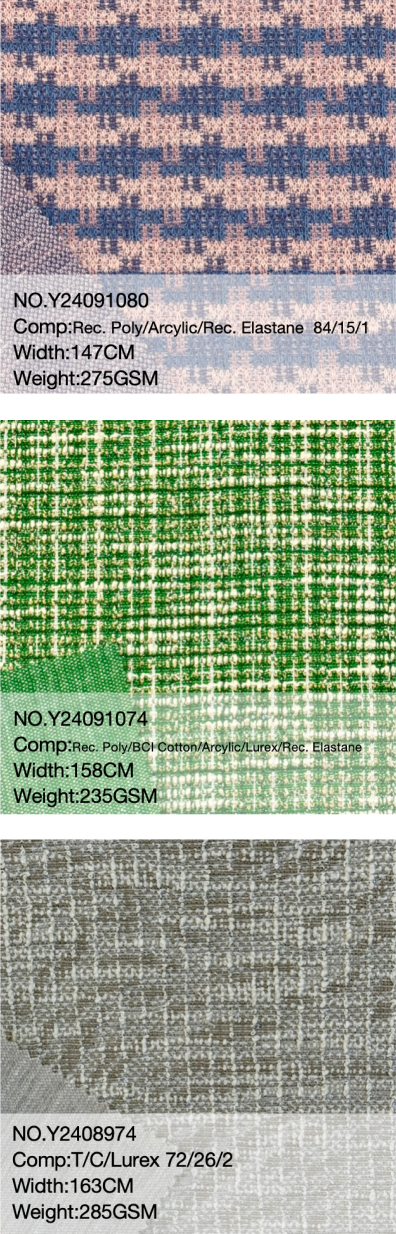 NO.Y24091080
Comp:Rec. Poly/Arcylic/Rec. Elastane 84/15/1
Width:147CM
Weight:275GSM
NO.Y24091074
Comp:Rec. Poly/BCI Cotton/Arcylic/Lurex/Rec. Elastane
Width:158CM
Weight:235GSM
NO.Y2408974
Comp:T/C/Lurex 72/26/2
Width:163CM
Weight:285GSM